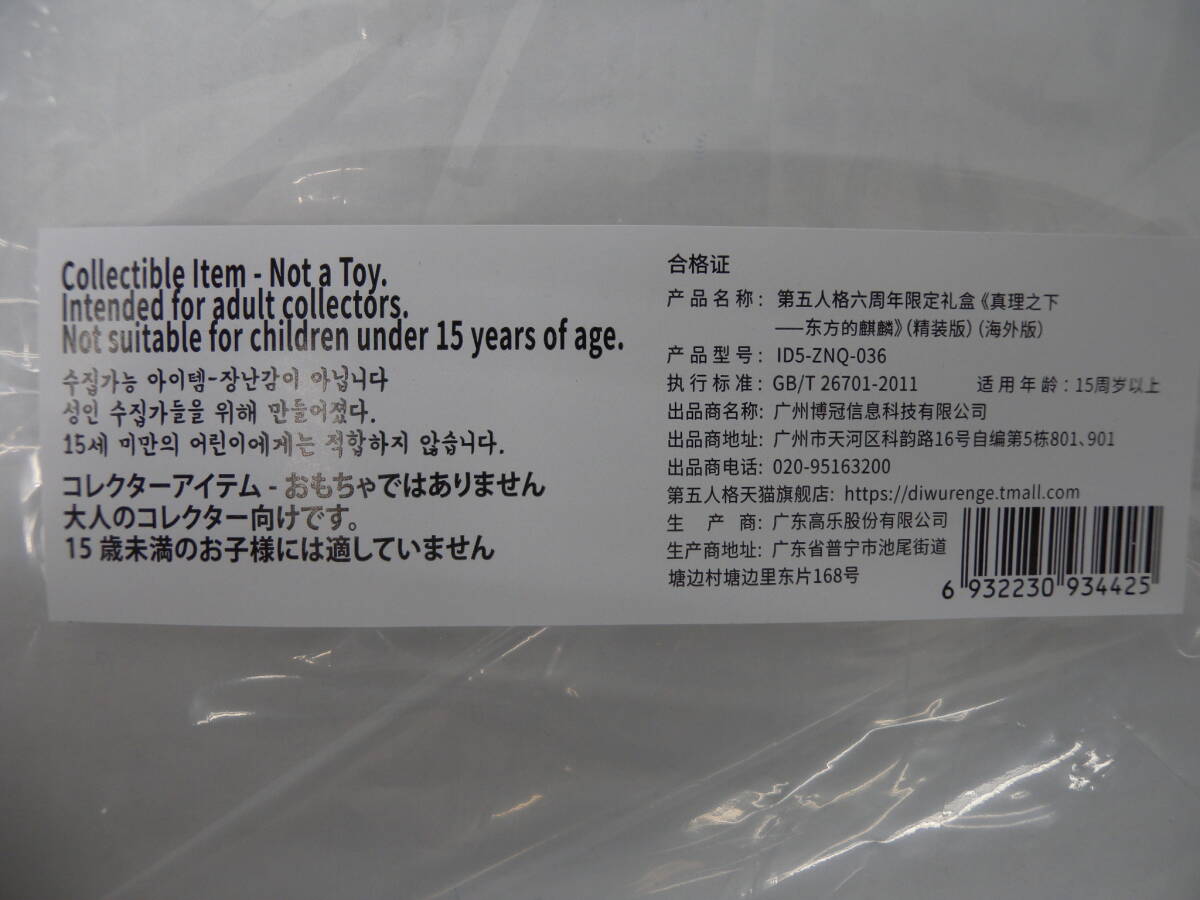 Collectible Item - Not a Toy.
Intended for adult collectors.
Not suitable for children under 15 years of age.
수집가능 아이템-장난감이 아닙니다
성인 수집가들을 위해 만들어졌다.
15세 미만의 어린이에게는 적합하지 않습니다.
コレクターアイテム - おもちゃではありません
大人のコレクター向けです。
15 歳未満のお子様には適していません
合格证
产品名称：第五人格六周年限定礼盒《真理之下
——东方的麒麟》（精装版）（海外版）
产品型号：ID5-ZNQ-036
执行标准：GB/T 26701-2011 适用年龄：15周岁以上
出品商名称：广州博冠信息科技有限公司
出品商地址：广州市天河区科韵路16号自编第5栋801、901
出品商电话：020-95163200
第五人格天猫旗舰店：https://diwurenge.tmall.com
生产商：广东高乐股份有限公司
生产商地址：广东省普宁市池尾街道
塘边村塘边里东片168号
6 932230 934425